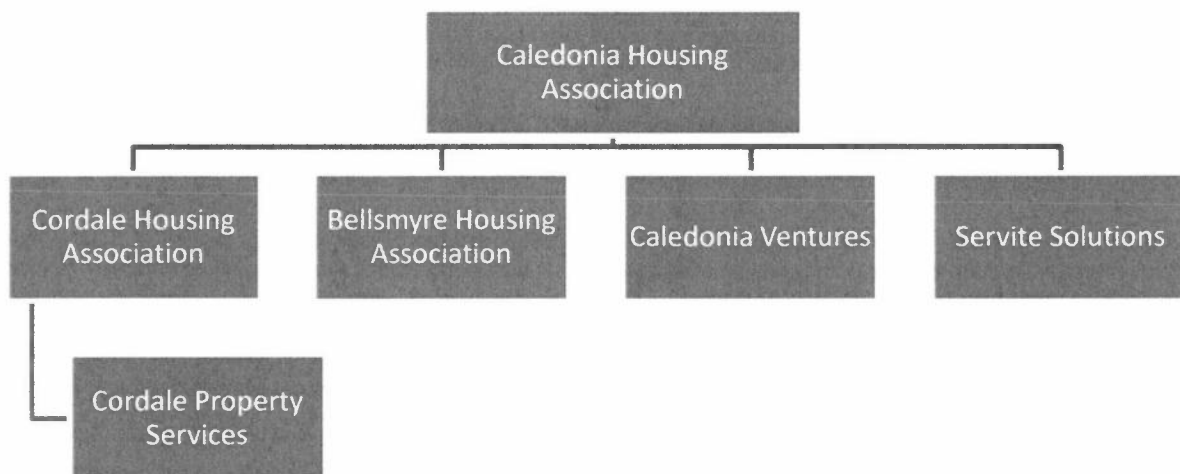 Caledonia Housing
Association
Cordale Housing
Association
Bellsmyre Housing
Association
Caledonia Ventures
Servite Solutions
Cordale Property
Services